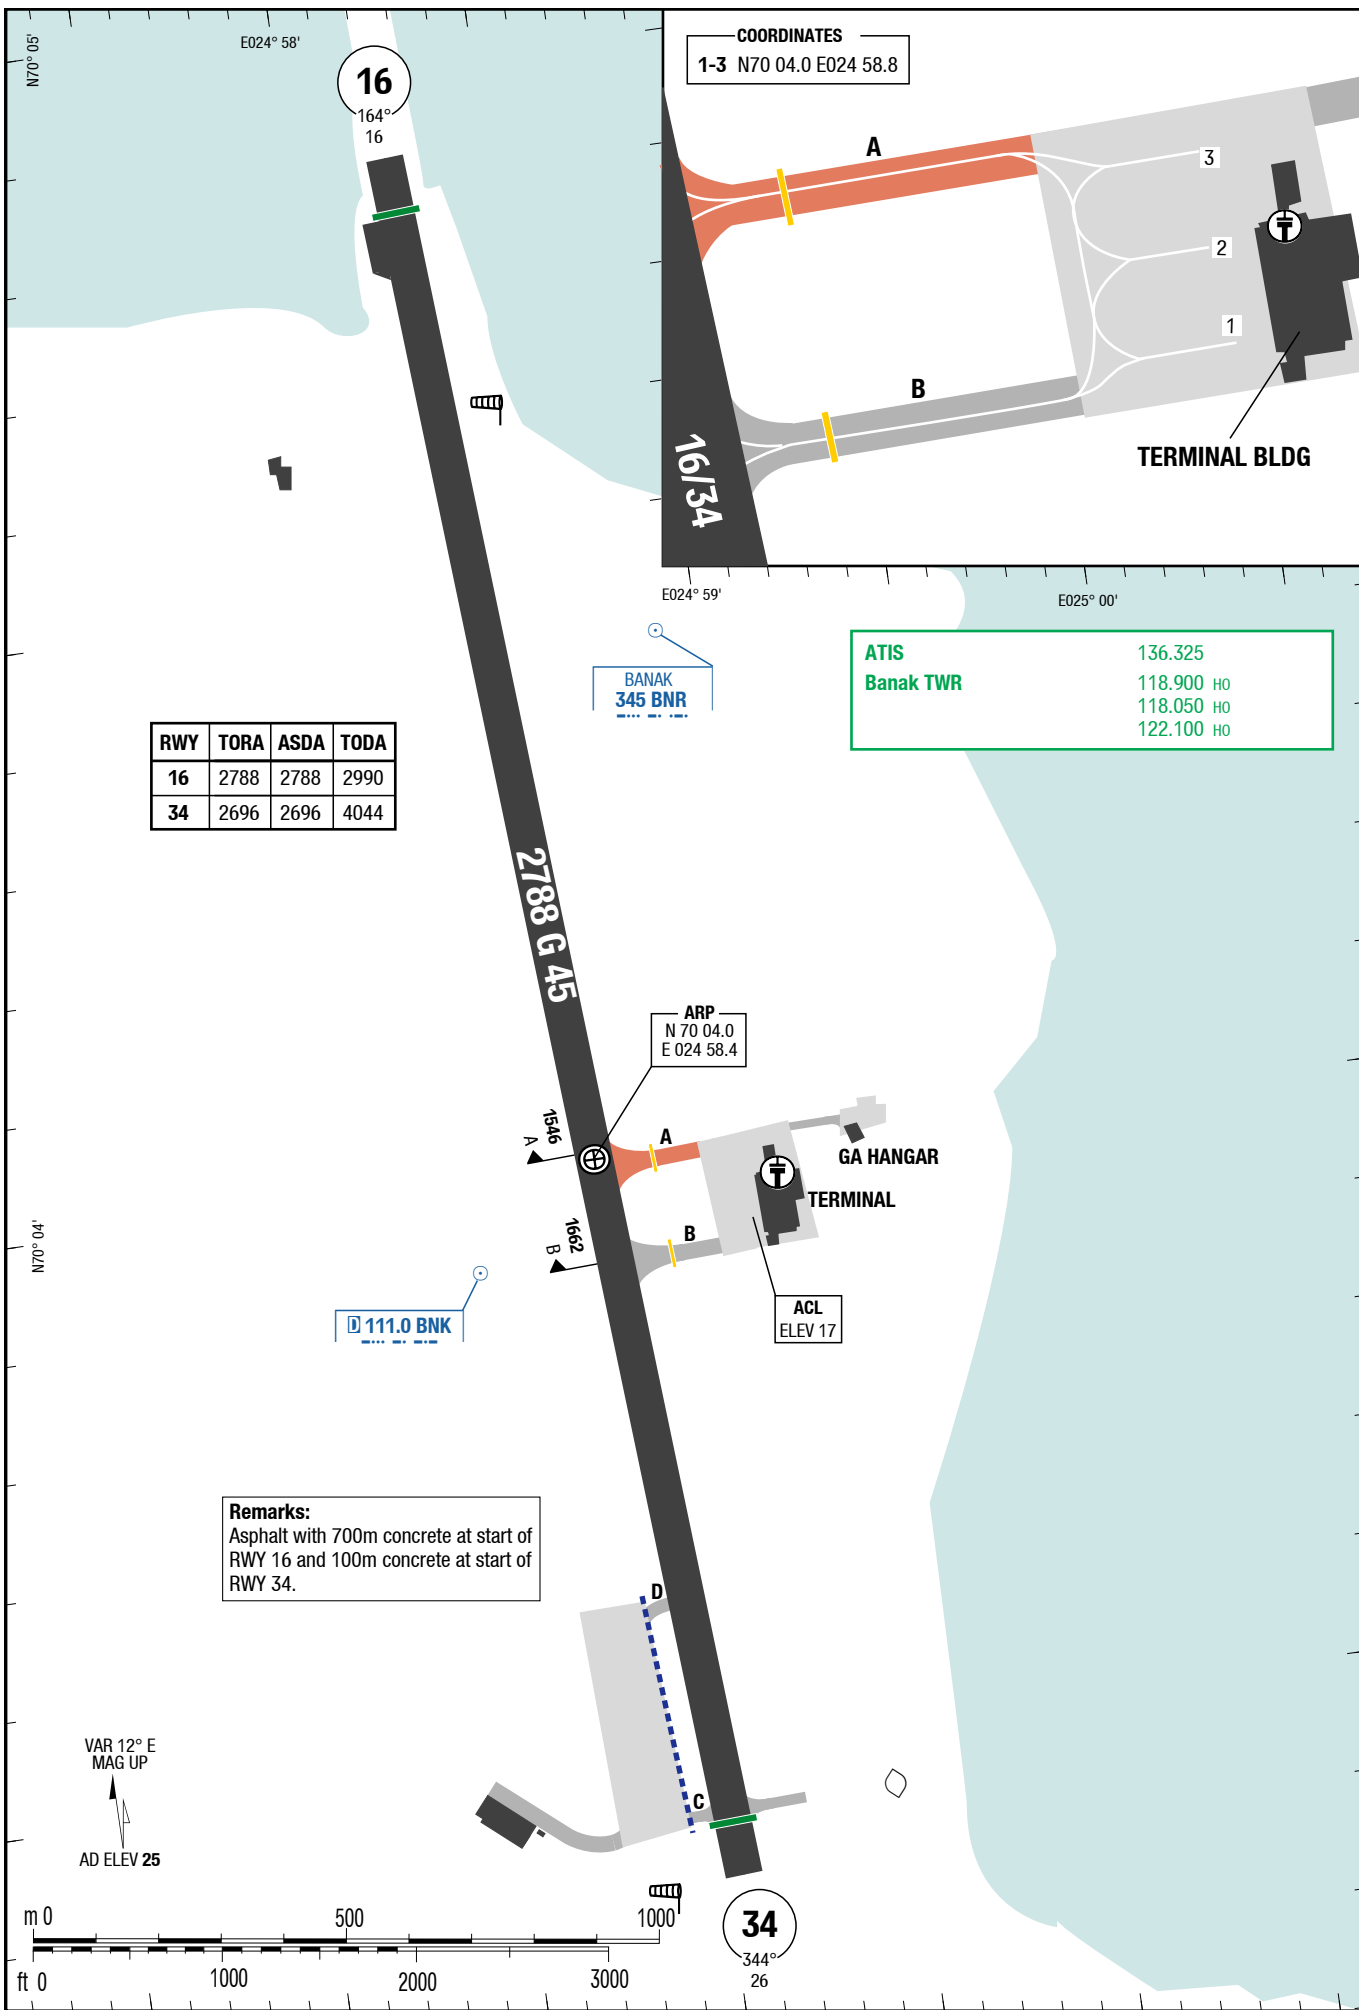 N70° 05'
E024° 58'
16
164°
16
COORDINATES
1-3 N70 04.0 E024 58.8
A
3
2
1
B
16/34
TERMINAL BLDG
E024° 59'
E025° 00'
BANAK
345 BNR
ATIS 136.325
Banak TWR 118.900 HO
118.050 HO
122.100 HO
RWY TORA ASDA TODA
16 2788 2788 2990
34 2696 2696 4044
2788 G 45
ARP
N 70 04.0
E 024 58.4
1546
A
A
GA HANGAR
TERMINAL
1662
B
B
N70° 04'
ACL
ELEV 17
D 111.0 BNK
Remarks:
Asphalt with 700m concrete at start of
RWY 16 and 100m concrete at start of
RWY 34.
D
C
VAR 12° E
MAG UP
AD ELEV 25
m 0 500 1000
ft 0 1000 2000 3000
34
344°
26